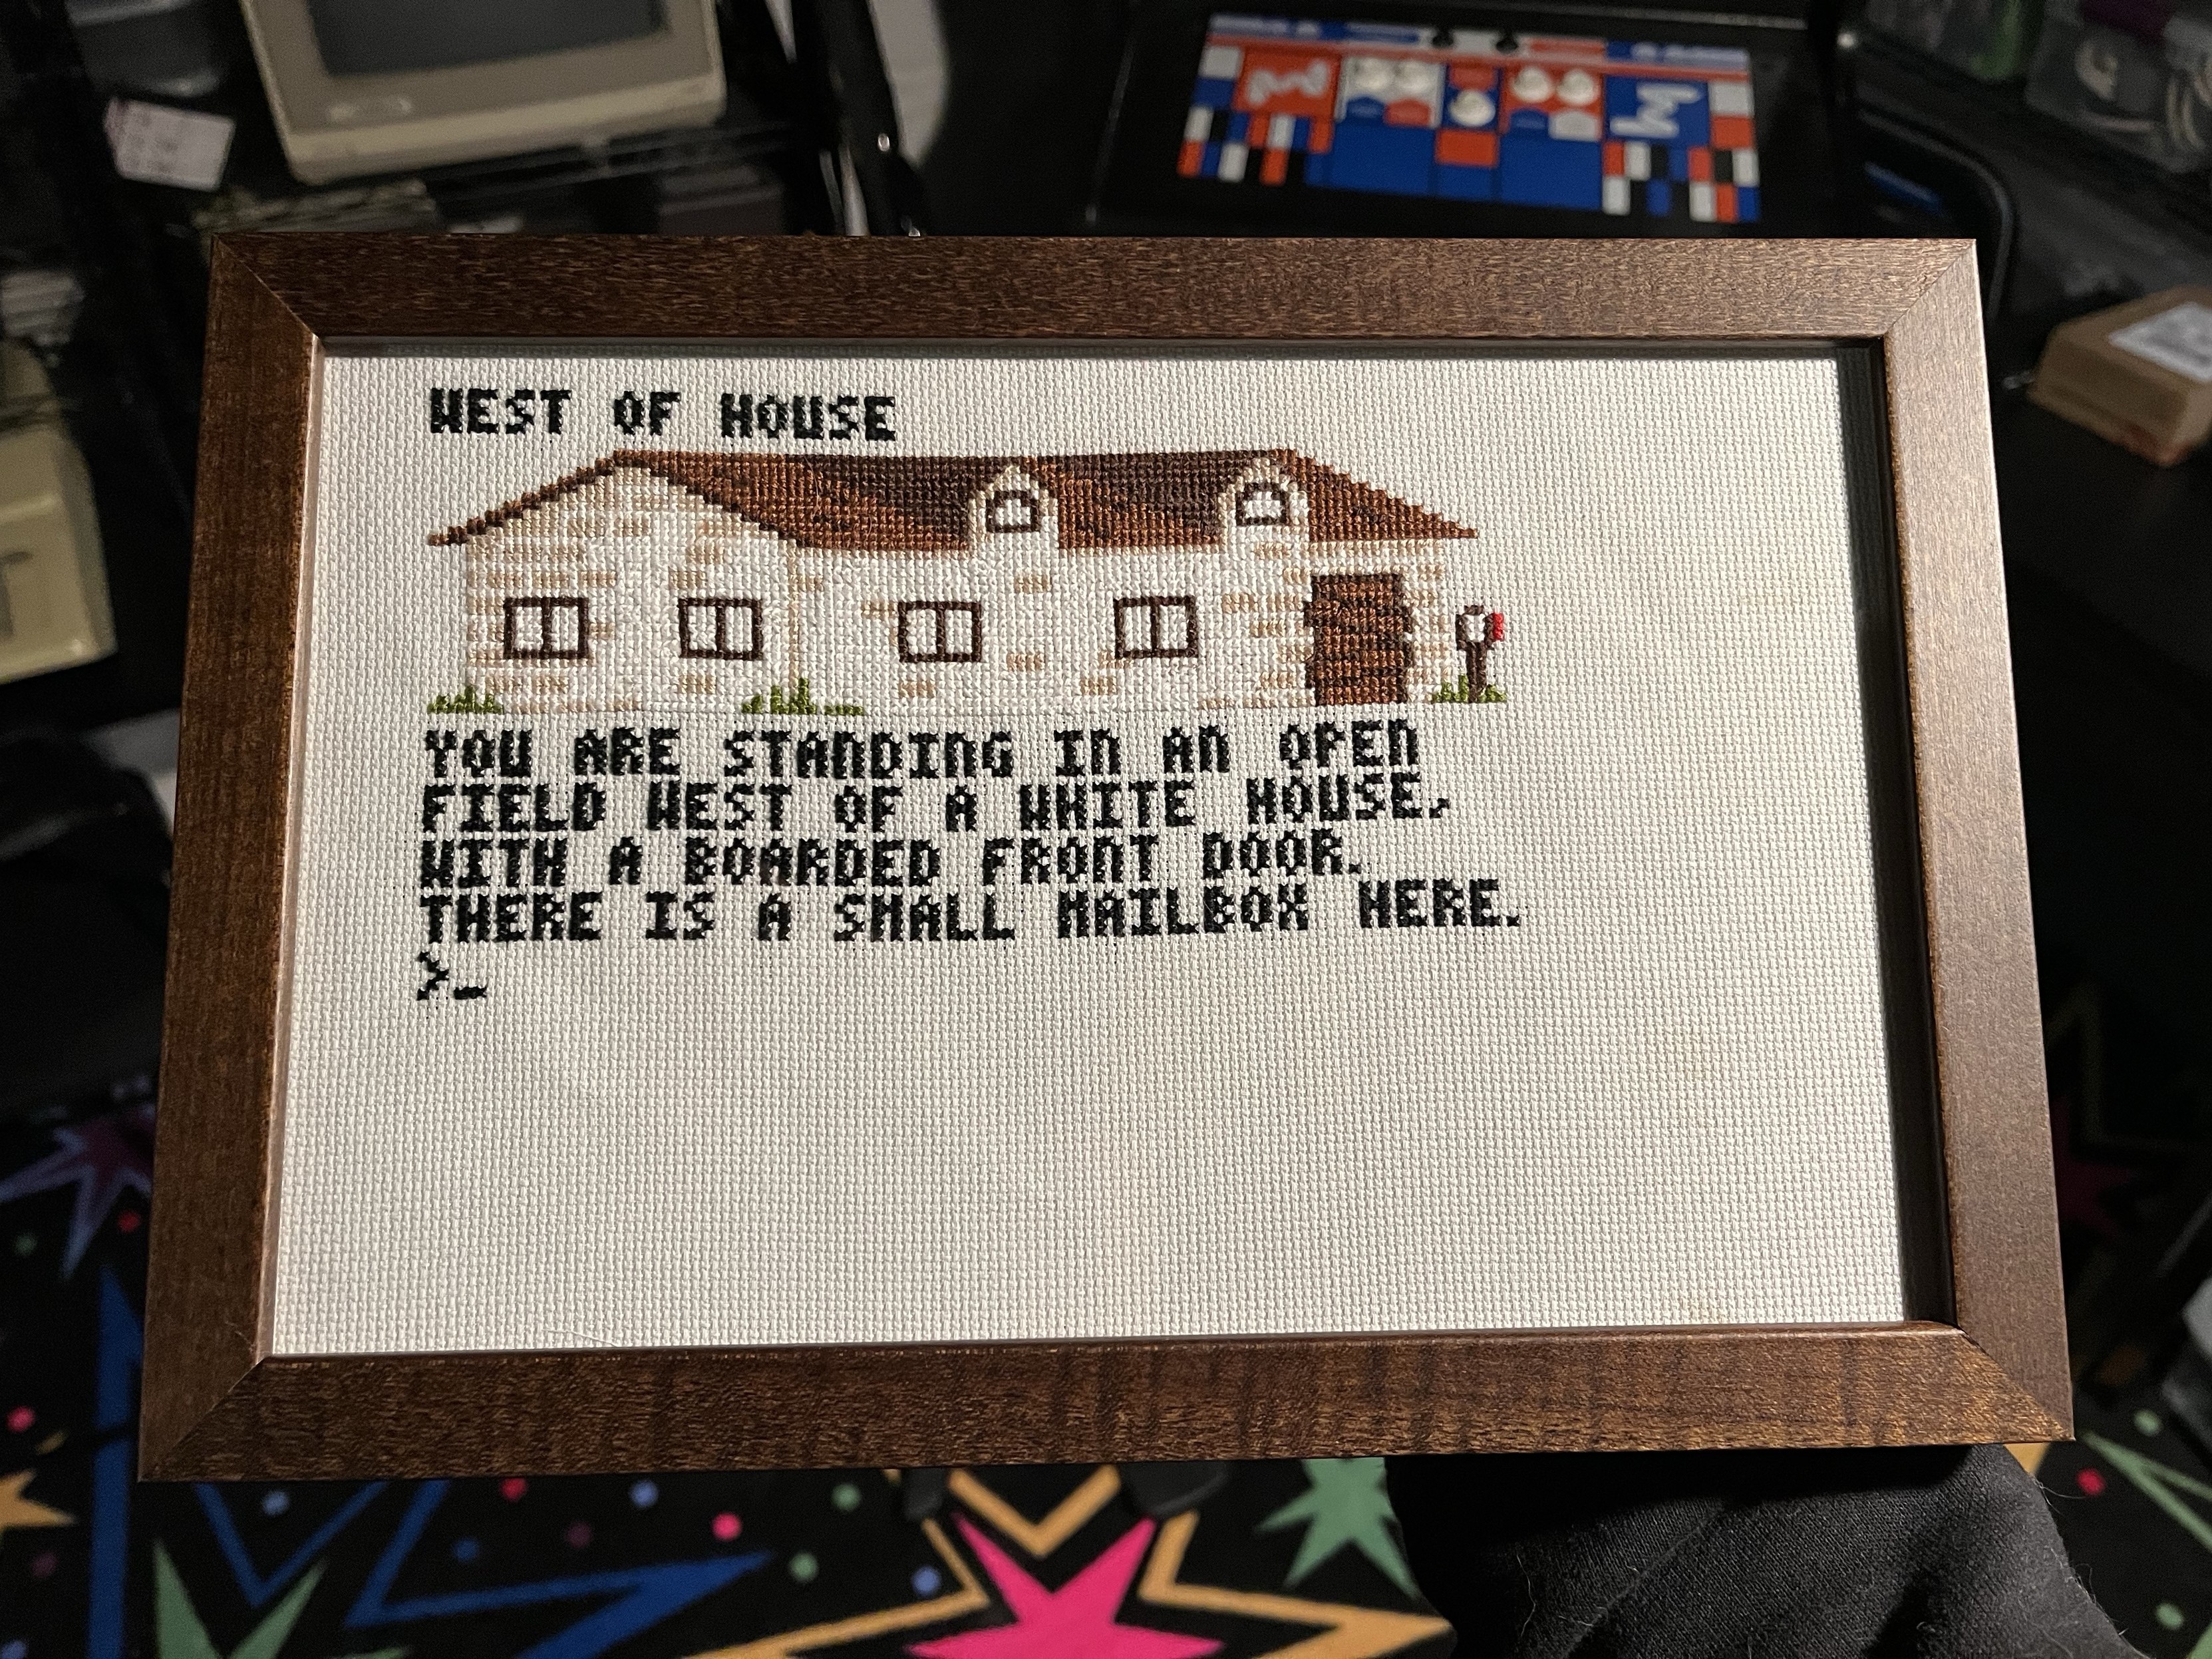 WEST OF HOUSE
YOU ARE STANDING IN AN OPEN
FIELD WEST OF A WHITE HOUSE,
WITH A BOARDED FRONT DOOR.
THERE IS A SMALL MAILBOX HERE.
>_